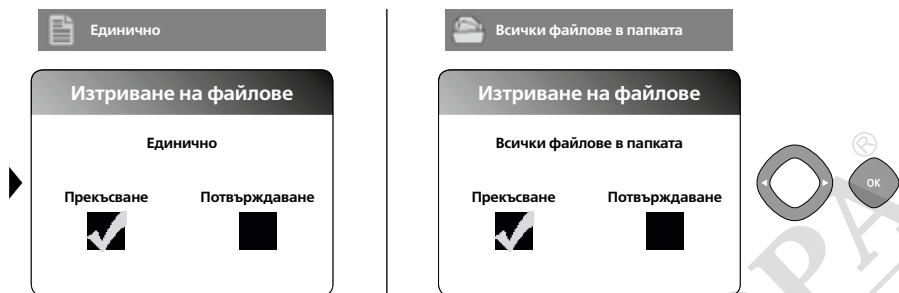 Единично
Изтриване на файлове
Единично
Прекъсване Потвърждаване
Всички файлове в папката
Изтриване на файлове
Всички файлове в папката
Прекъсване Потвърждаване
OK
PA
®